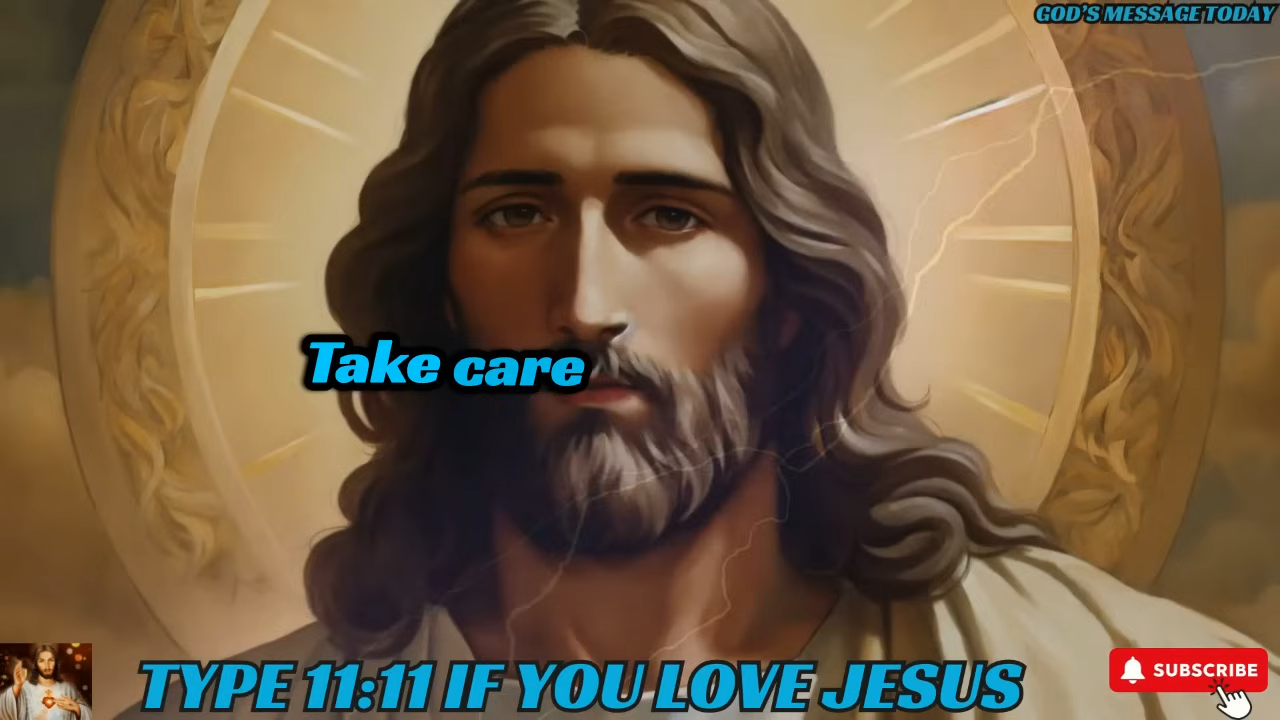 GOD'S MESSAGE TODAY
Take care
TYPE 11:11 IF YOU LOVE JESUS
SUBSCRIBE